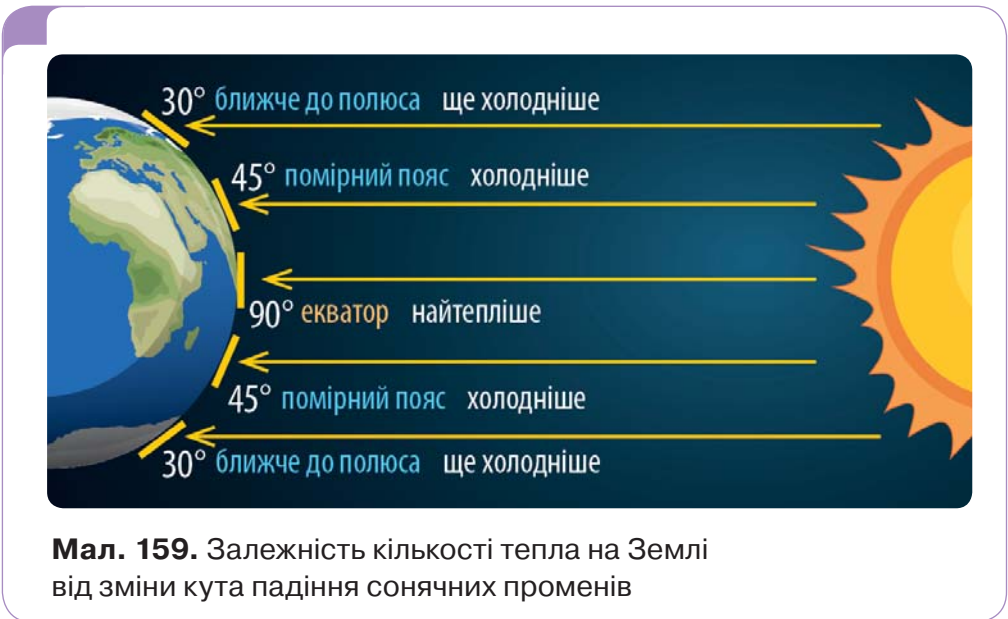 30° ближче до полюса ще холодніше
45° помірний пояс холодніше
90° екватор найтепліше
45° помірний пояс холодніше
30° ближче до полюса ще холодніше
Мал. 159. Залежність кількості тепла на Землі
від зміни кута падіння сонячних променів